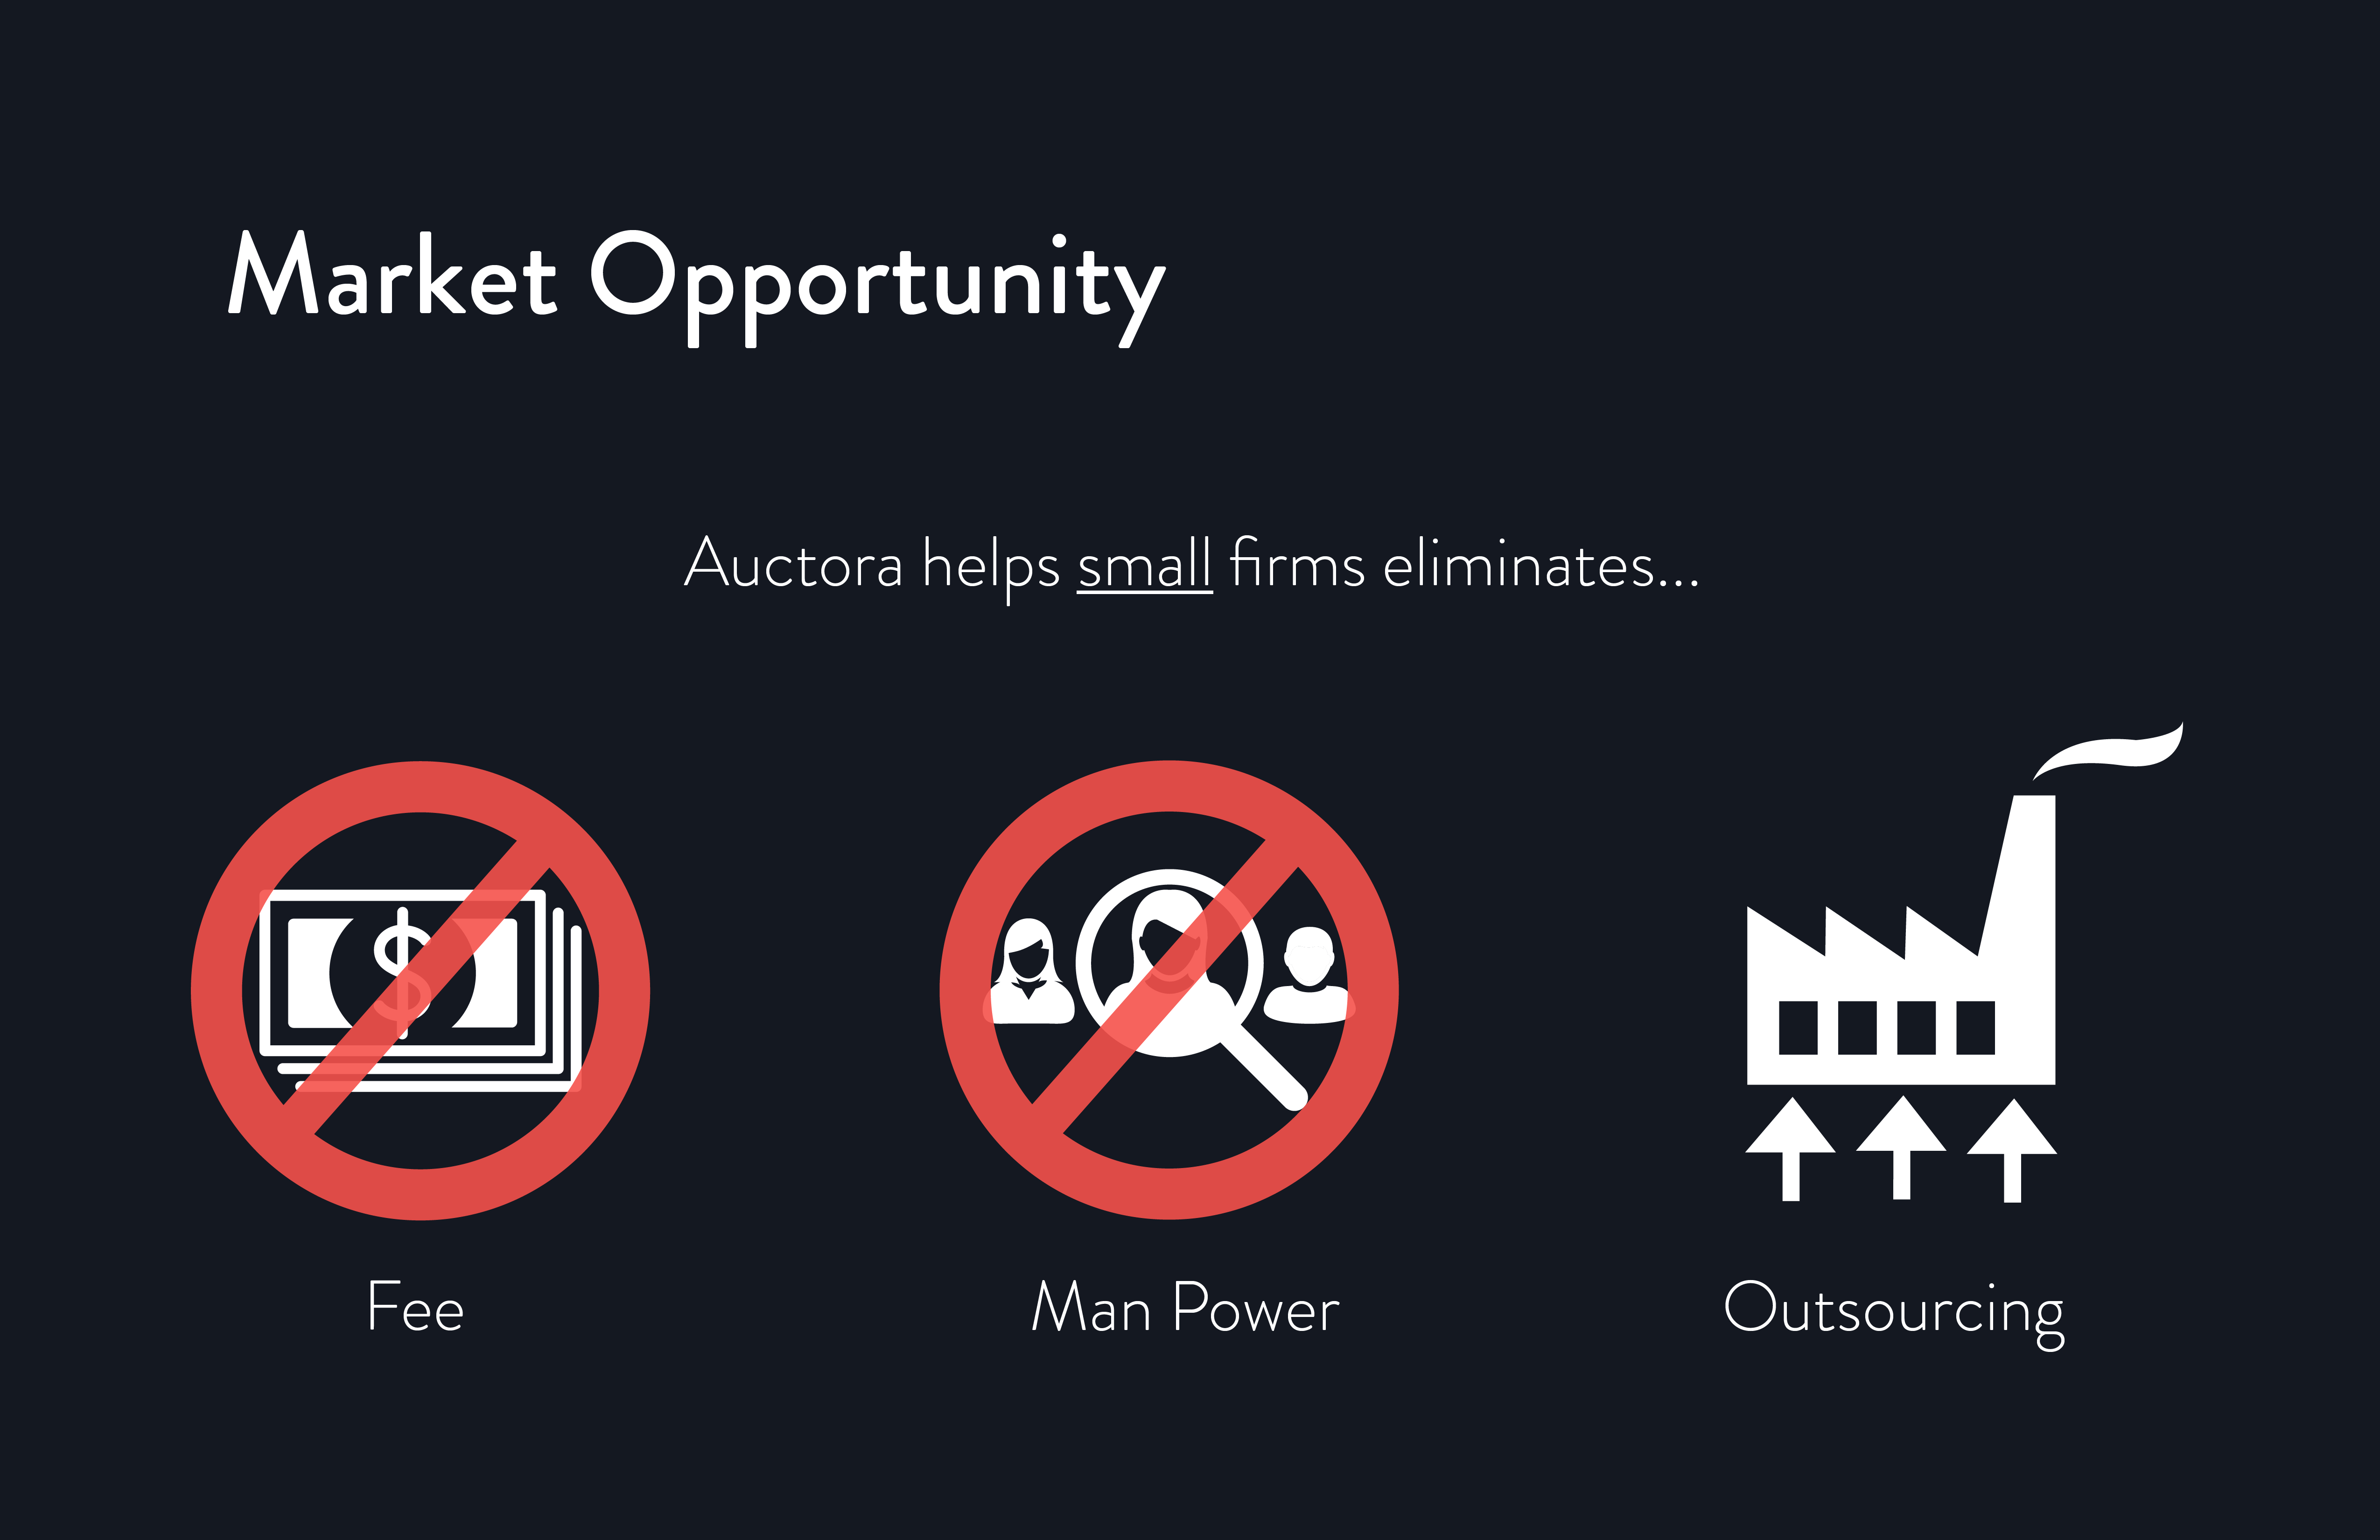 Market Opportunity
Auctora helps small firms eliminates...
$
Fee
Man Power
Outsourcing